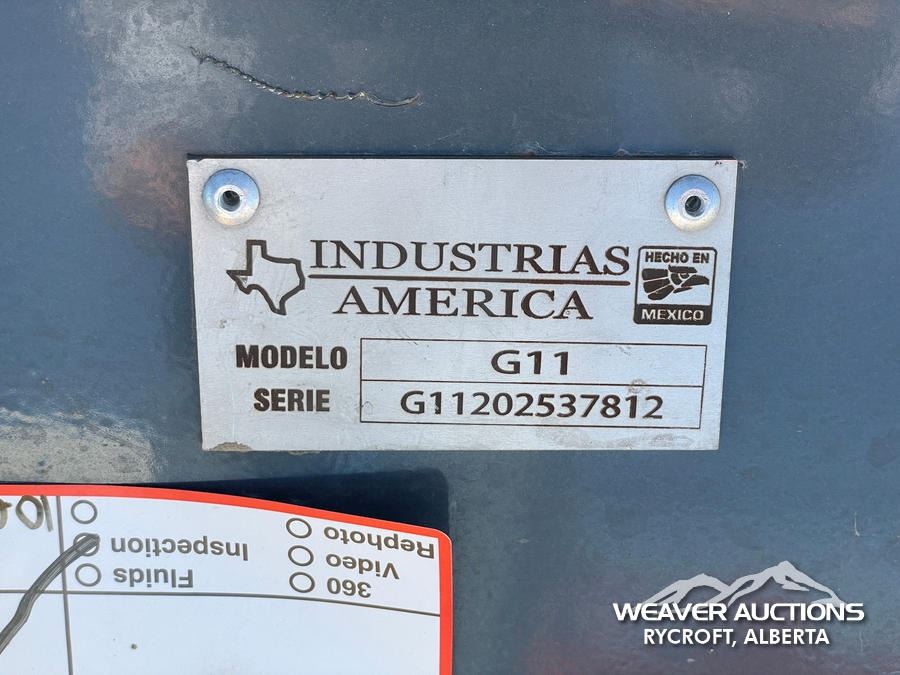 INDUSTRIAS
AMERICA
HECHO EN
MEXICO
MODELO G11
SERIE G11202537812
360
Video
Rephoto
Fluids
Inspection
WEAVER AUCTIONS
RYCROFT, ALBERTA